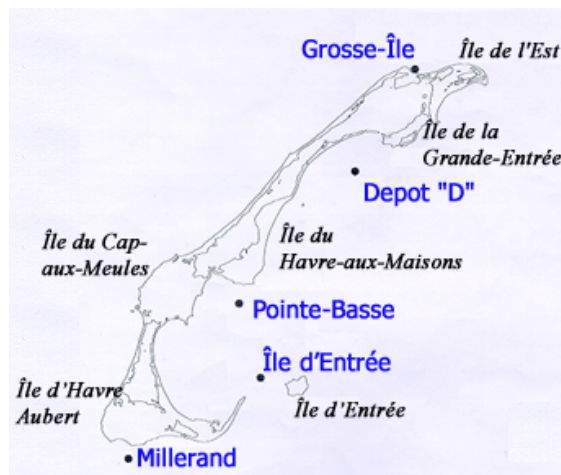 Grosse-Île
Île de l'Est
Île de la
Grande-Entrée
Depot "D"
Île du Cap-
aux-Meules
Île du
Havre-aux-Maisons
Pointe-Basse
Île d'Entrée
Île d'Entrée
Île d'Havre
Aubert
Millerand